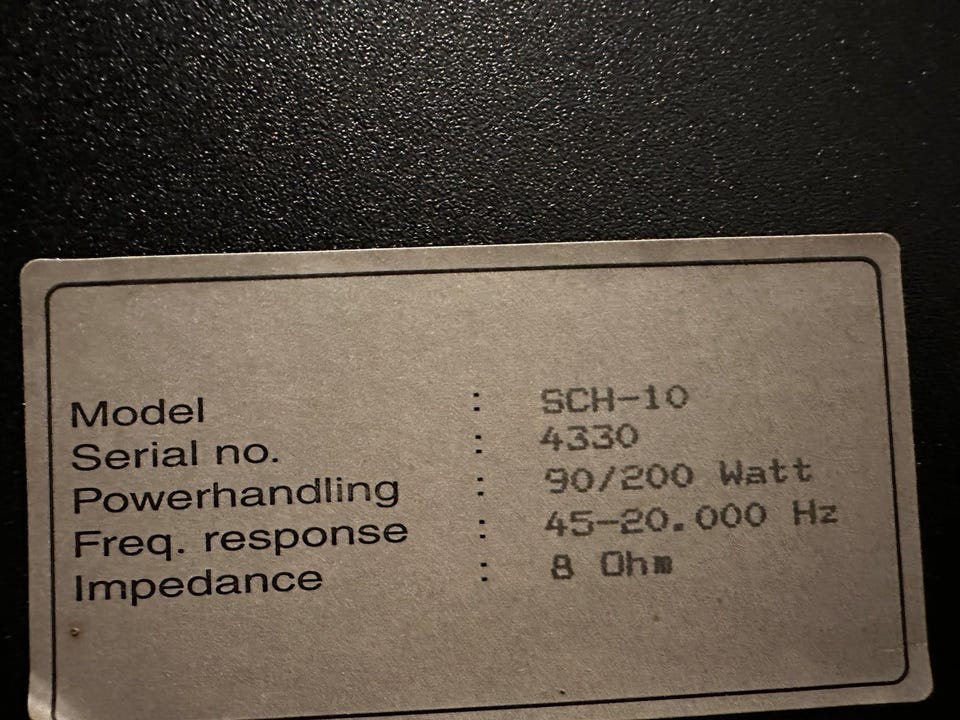 Model : SCH-10
Serial no. : 4330
Powerhandling : 90/200 Watt
Freq. response : 45-20.000 Hz
Impedance : 8 Ohm